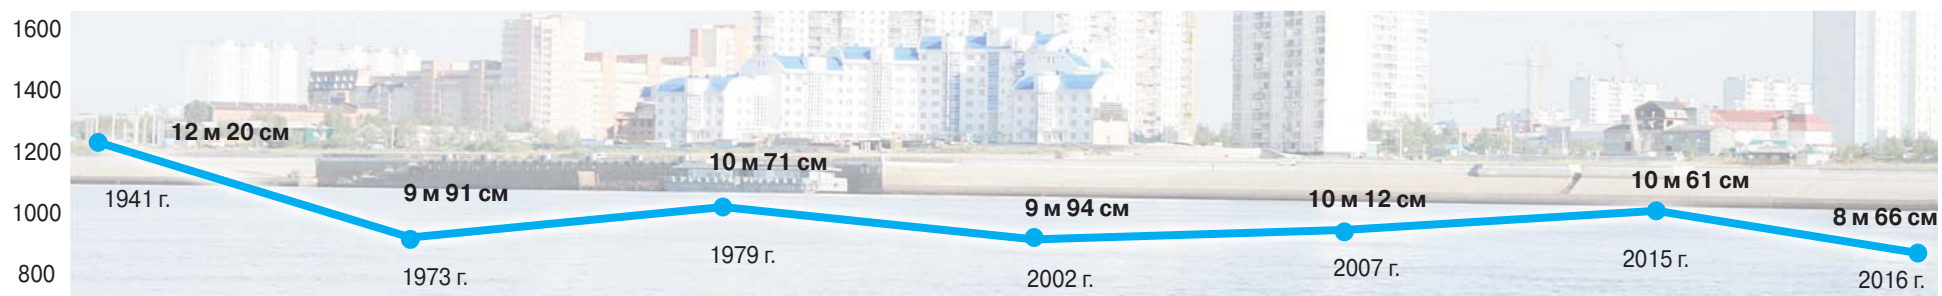 1600
1400
1200
1000
800
12 м 20 см
1941 г.
9 м 91 см
1973 г.
10 м 71 см
1979 г.
9 м 94 см
2002 г.
10 м 12 см
2007 г.
10 м 61 см
2015 г.
8 м 66 см
2016 г.